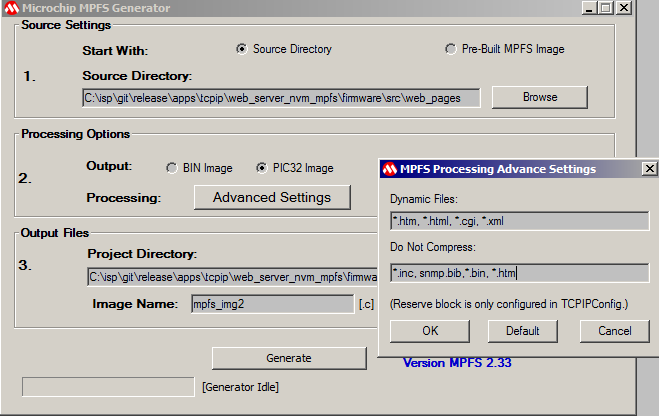 Microchip MPFS Generator
Source Settings
Start With: Source Directory Pre-Built MPFS Image
1.
Source Directory:
C:\isp\git\release\apps\tcpip\web_server_nvm_mpfs\firmware\src\web_pages Browse
Processing Options
Output: BIN Image PIC32 Image
2.
Processing: Advanced Settings
Output Files
Project Directory:
3.
C:\isp\git\release\apps\tcpip\web_server_nvm_mpfs\firmwa
Image Name: mpfs_img2 [.c]
Generate
Version MPFS 2.33
[Generator Idle]
MPFS Processing Advance Settings
Dynamic Files:
*.htm, *.html, *.cgi, *.xml
Do Not Compress:
*.inc, snmp.bib,*.bin, *.htm
(Reserve block is only configured in TCPIPConfig.)
OK Default Cancel